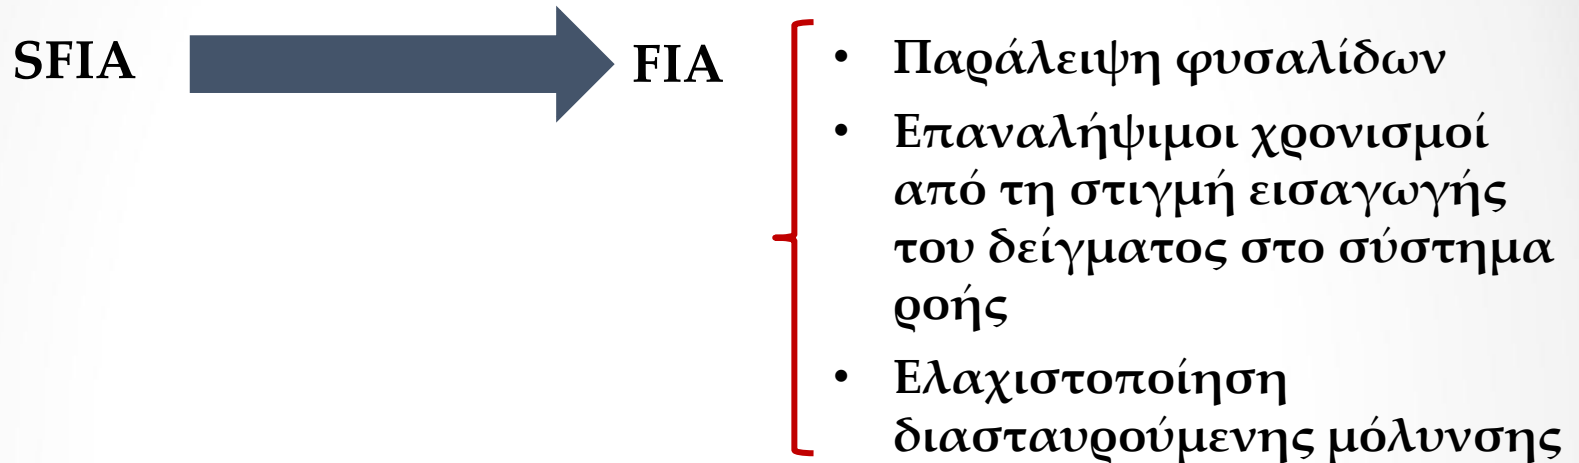 SFIA
FIA
• Παράλειψη φυσαλίδων
• Επαναλήψιμοι χρονισμοί
από τη στιγμή εισαγωγής
του δείγματος στο σύστημα
ροής
• Ελαχιστοποίηση
διασταυρούμενης μόλυνσης